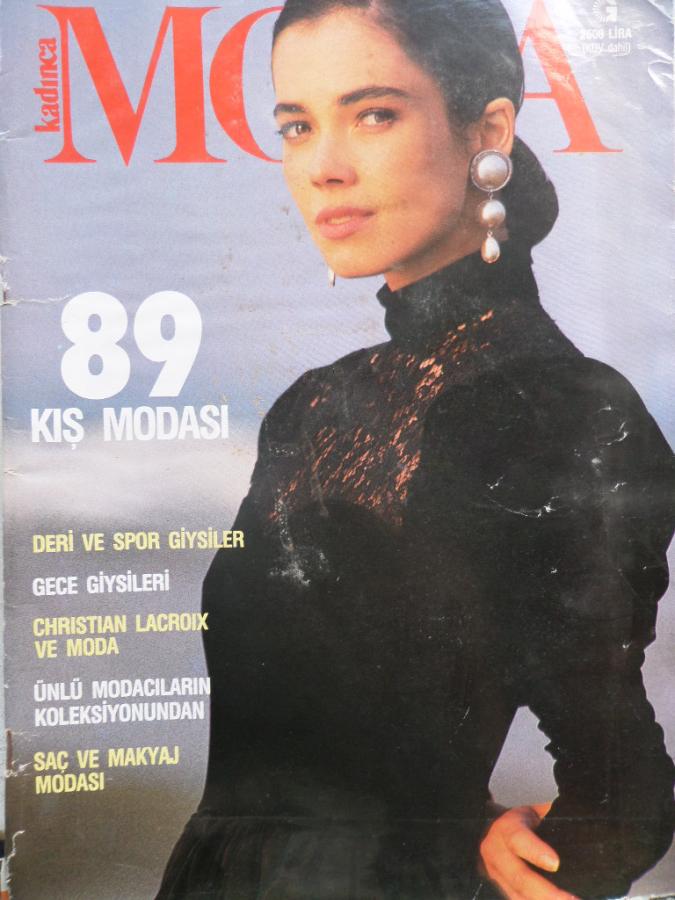 kadınca
MODA
2500 LİRA
(KDV dahil)
89
KIŞ MODASI
DERİ VE SPOR GİYSİLER
GECE GİYSİLERİ
CHRISTIAN LACROIX
VE MODA
ÜNLÜ MODACILARIN
KOLEKSİYONUNDAN
SAÇ VE MAKYAJ
MODASI